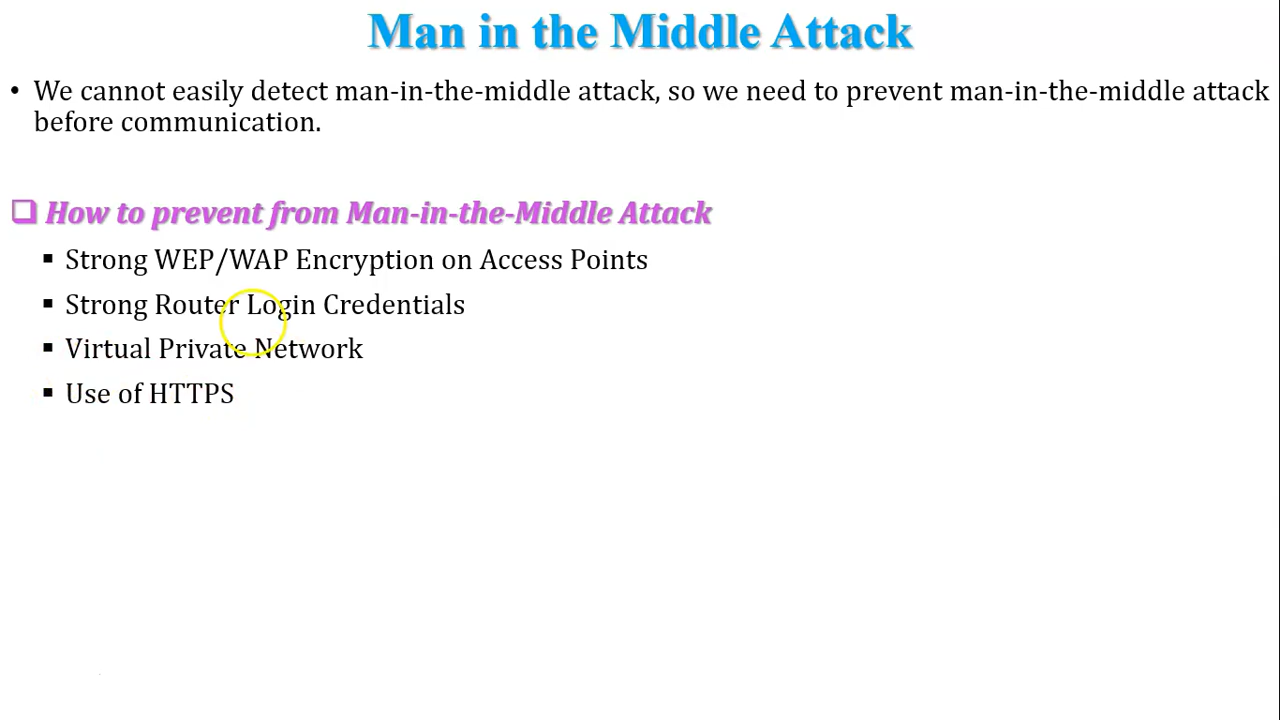 Man in the Middle Attack
• We cannot easily detect man-in-the-middle attack, so we need to prevent man-in-the-middle attack
before communication.
❑ How to prevent from Man-in-the-Middle Attack
▪ Strong WEP/WAP Encryption on Access Points
▪ Strong Router Login Credentials
▪ Virtual Private Network
▪ Use of HTTPS